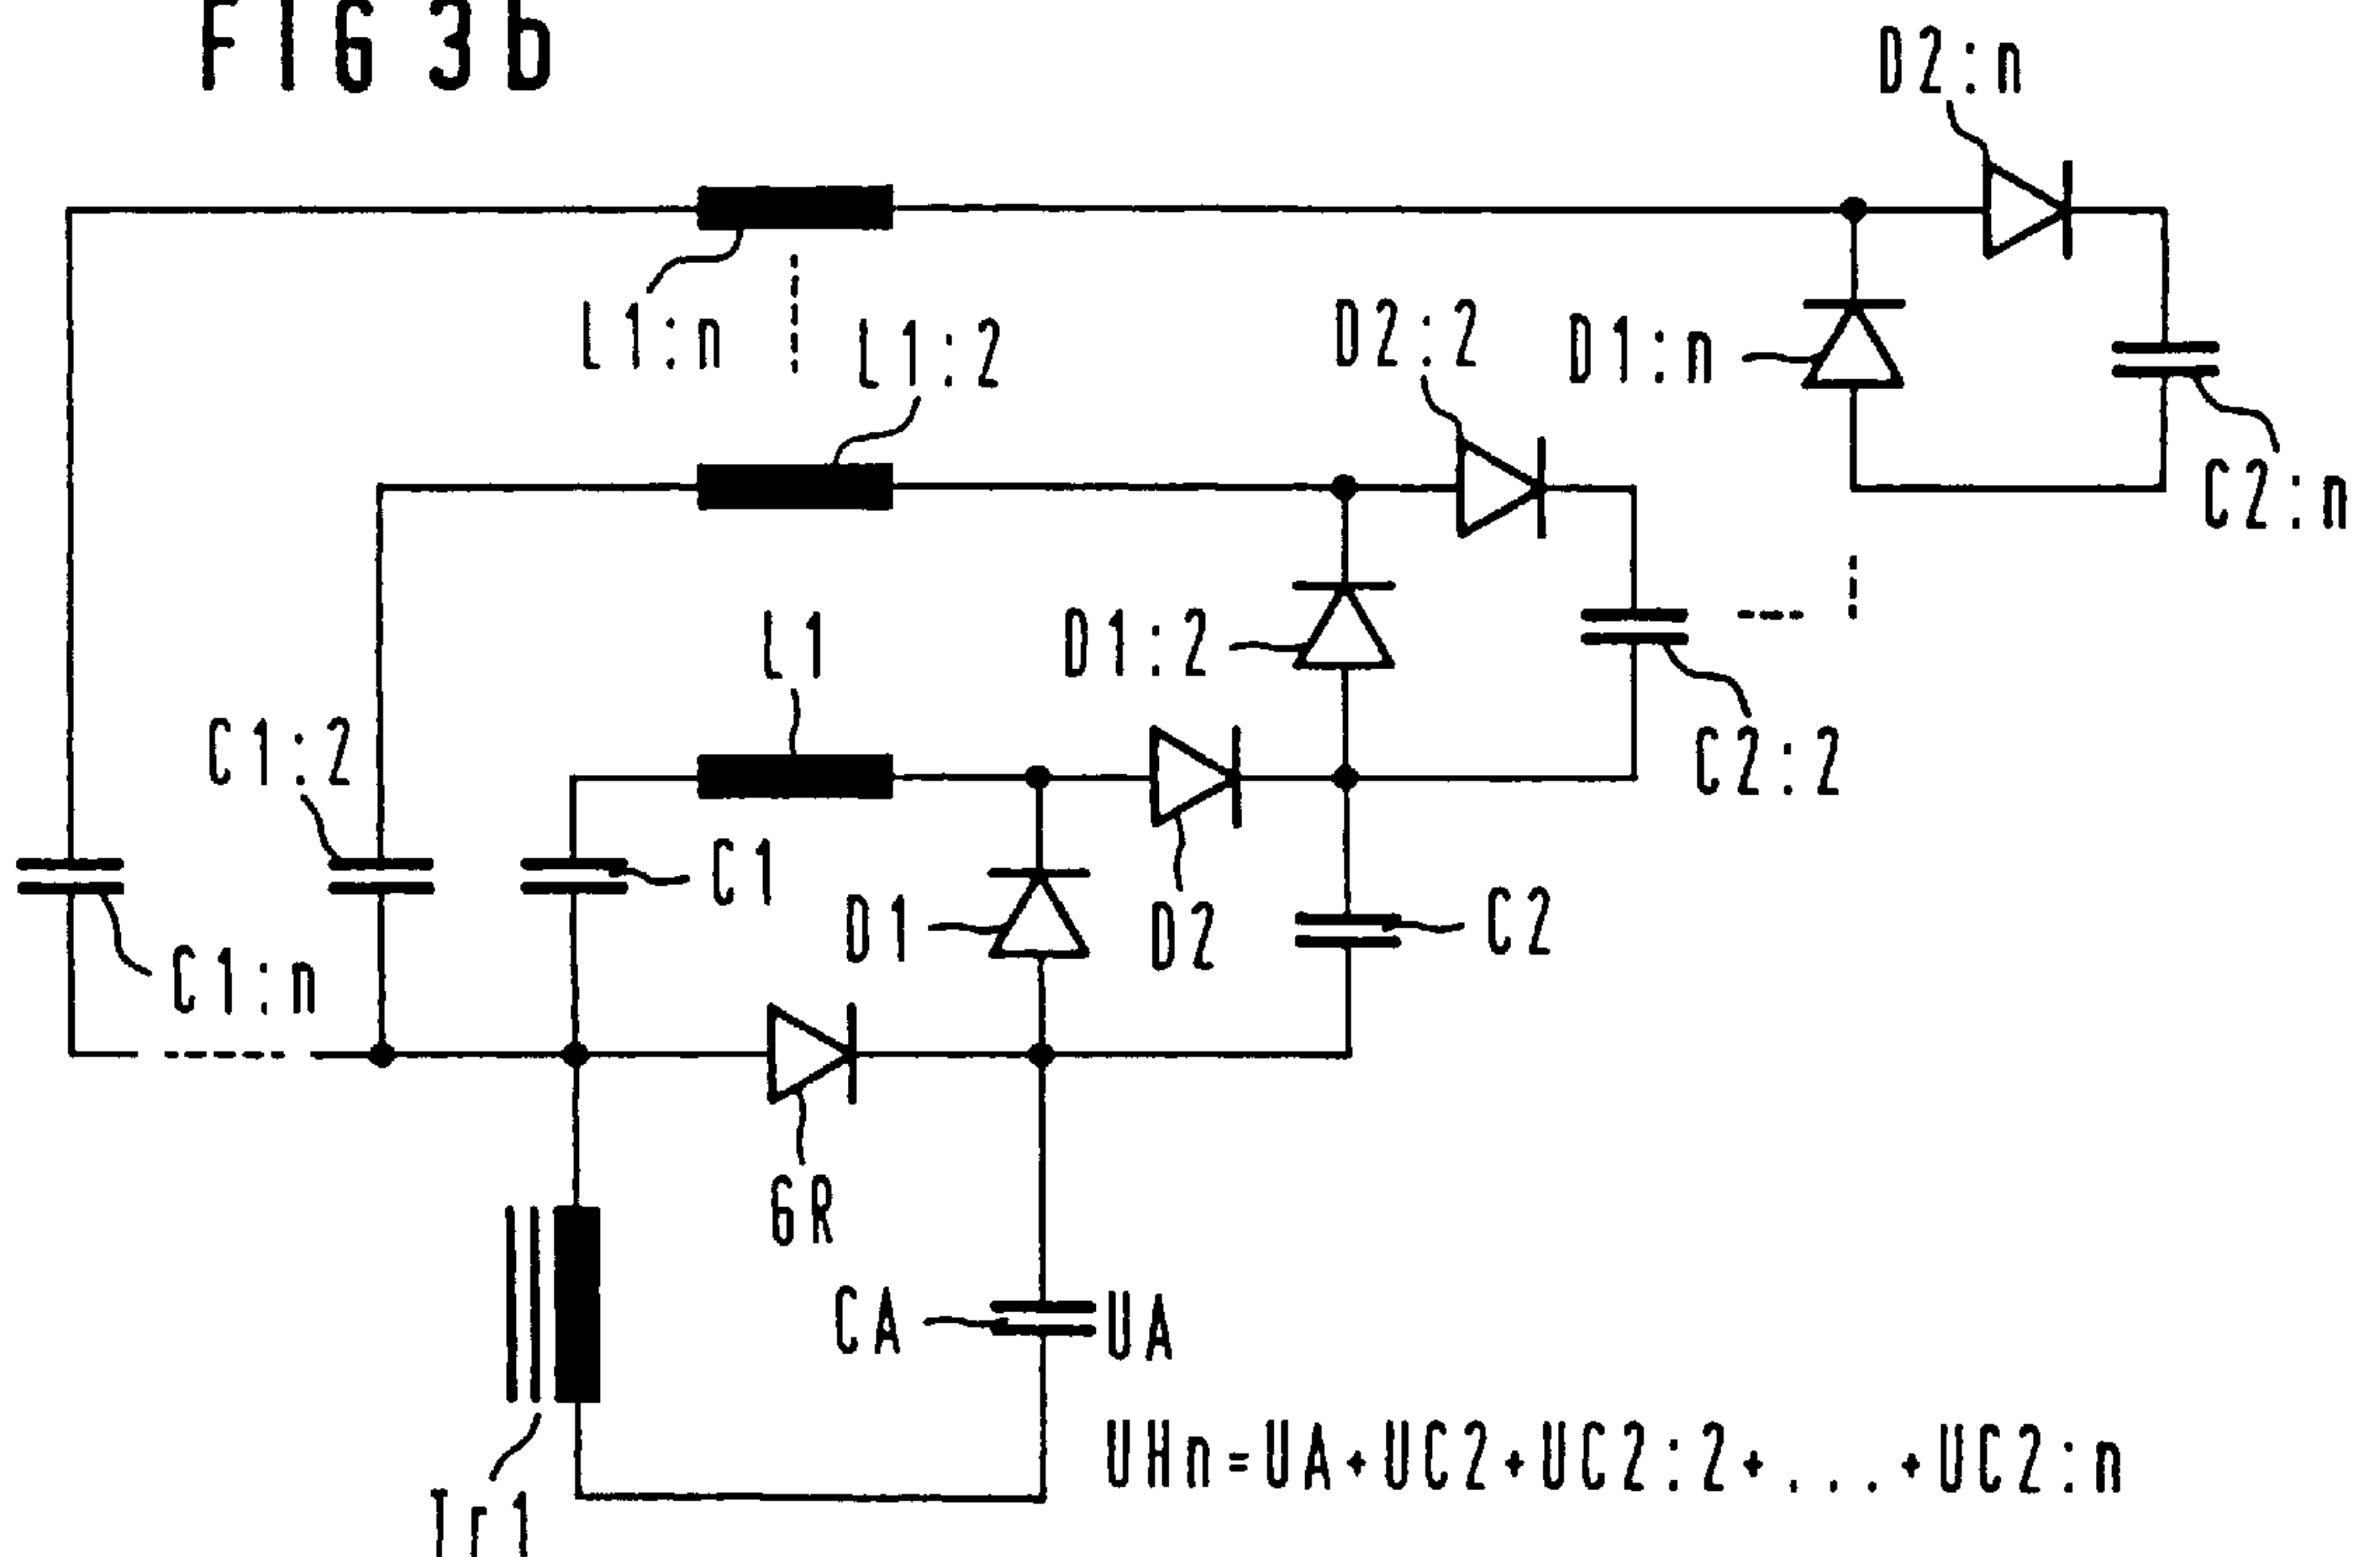 FIG 3b
D2:n
L1:n
L1:2
D2:2
D1:n
C2:n
L1
D1:2
C1:2
C2:2
C1
D1
D2
C2
C1:n
GR
CA
UA
UHn=UA+UC2+UC2:2+...+UC2:n
Tr1